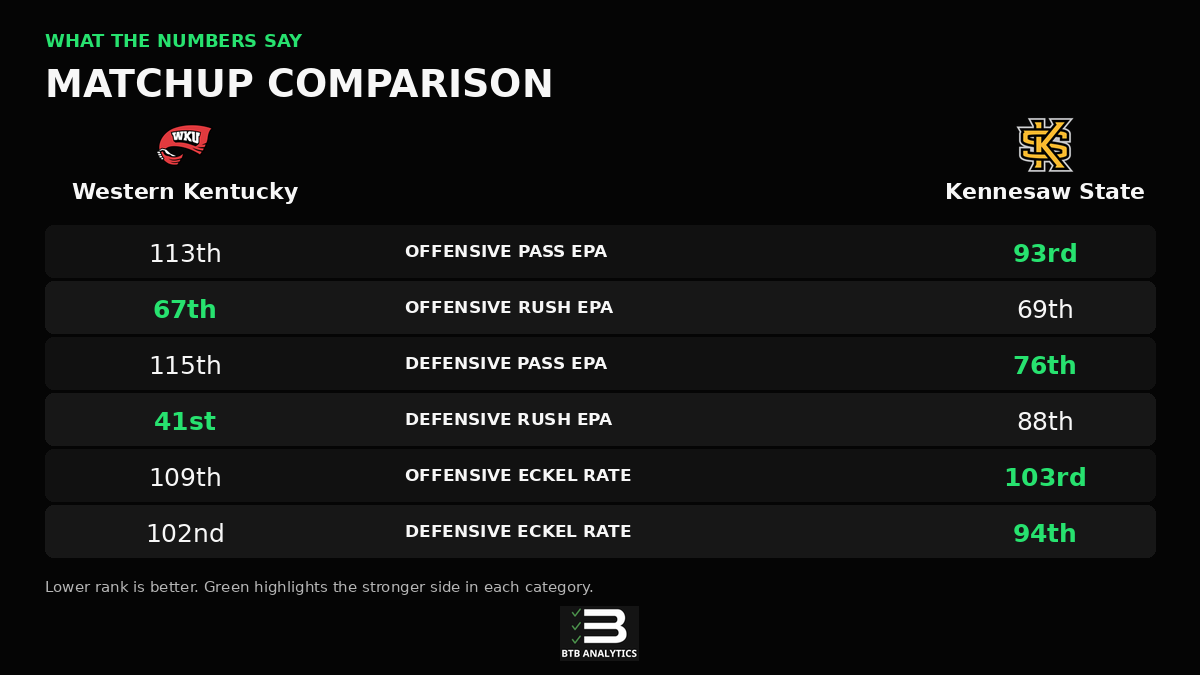 WHAT THE NUMBERS SAY
MATCHUP COMPARISON
WKU
KS
Western Kentucky
Kennesaw State
113th OFFENSIVE PASS EPA 93rd
67th OFFENSIVE RUSH EPA 69th
115th DEFENSIVE PASS EPA 76th
41st DEFENSIVE RUSH EPA 88th
109th OFFENSIVE ECKEL RATE 103rd
102nd DEFENSIVE ECKEL RATE 94th
Lower rank is better. Green highlights the stronger side in each category.
B
BTB ANALYTICS